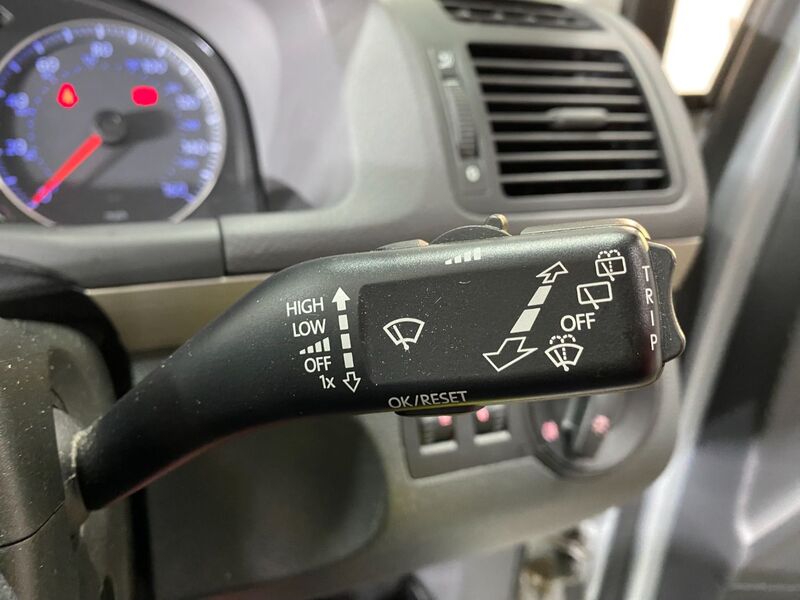 HIGH
LOW
OFF
1x
OK/RESET
OFF
TRIP